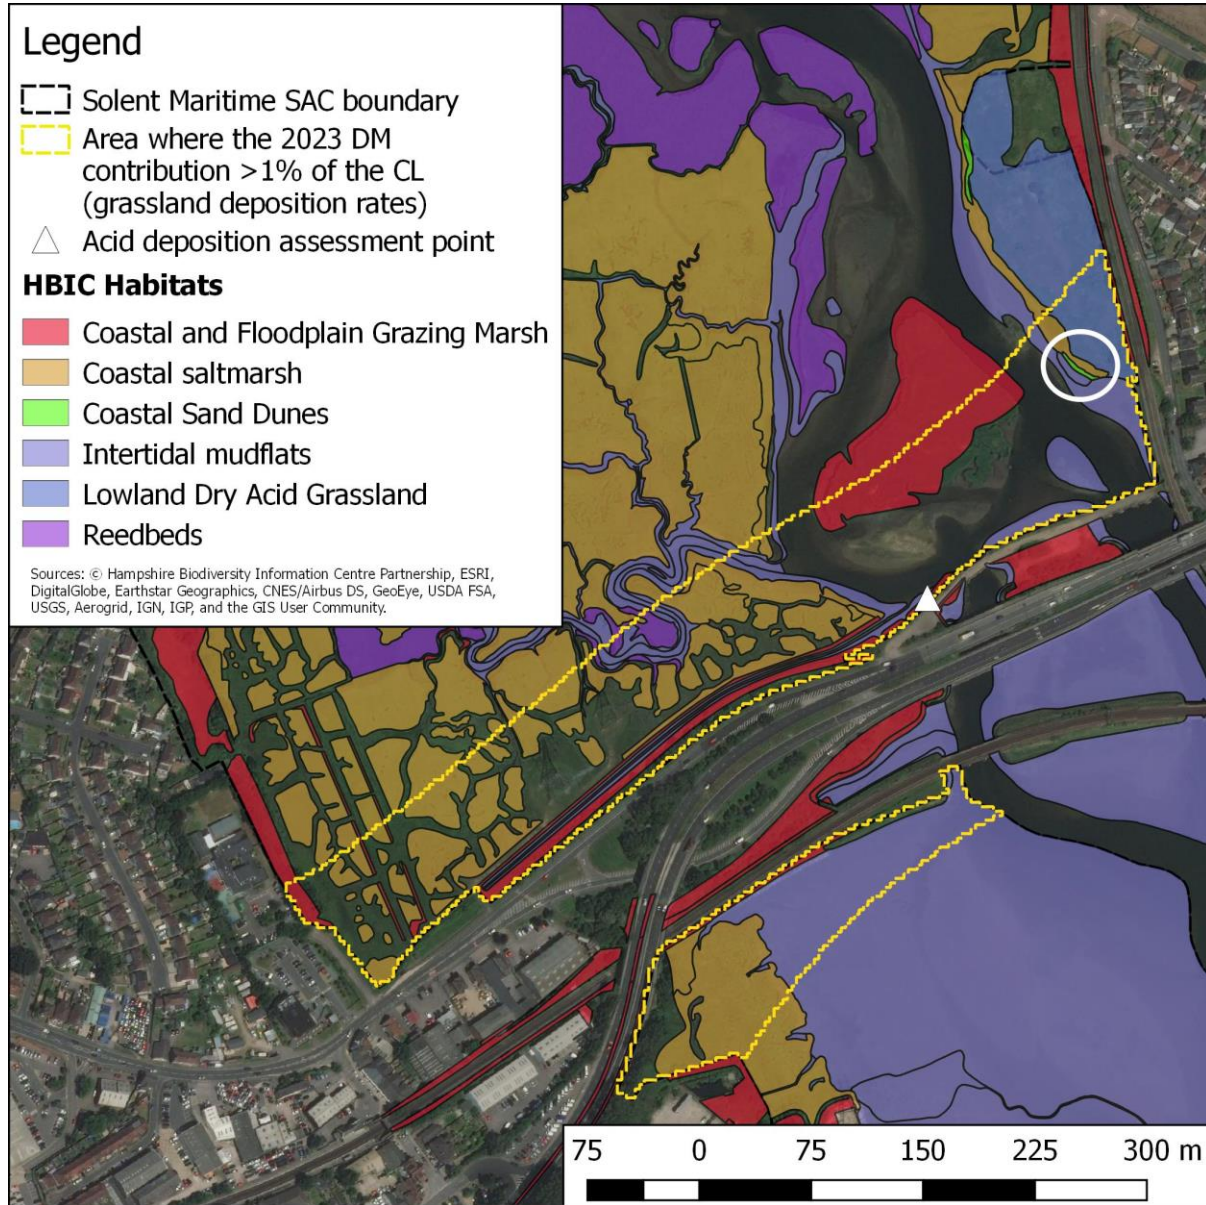 Legend
Solent Maritime SAC boundary
Area where the 2023 DM
contribution >1% of the CL
(grassland deposition rates)
Acid deposition assessment point
HBIC Habitats
Coastal and Floodplain Grazing Marsh
Coastal saltmarsh
Coastal Sand Dunes
Intertidal mudflats
Lowland Dry Acid Grassland
Reedbeds
Sources: © Hampshire Biodiversity Information Centre Partnership, ESRI,
DigitalGlobe, Earthstar Geographics, CNES/Airbus DS, GeoEye, USDA FSA,
USGS, Aerogrid, IGN, IGP, and the GIS User Community.
75 0 75 150 225 300 m